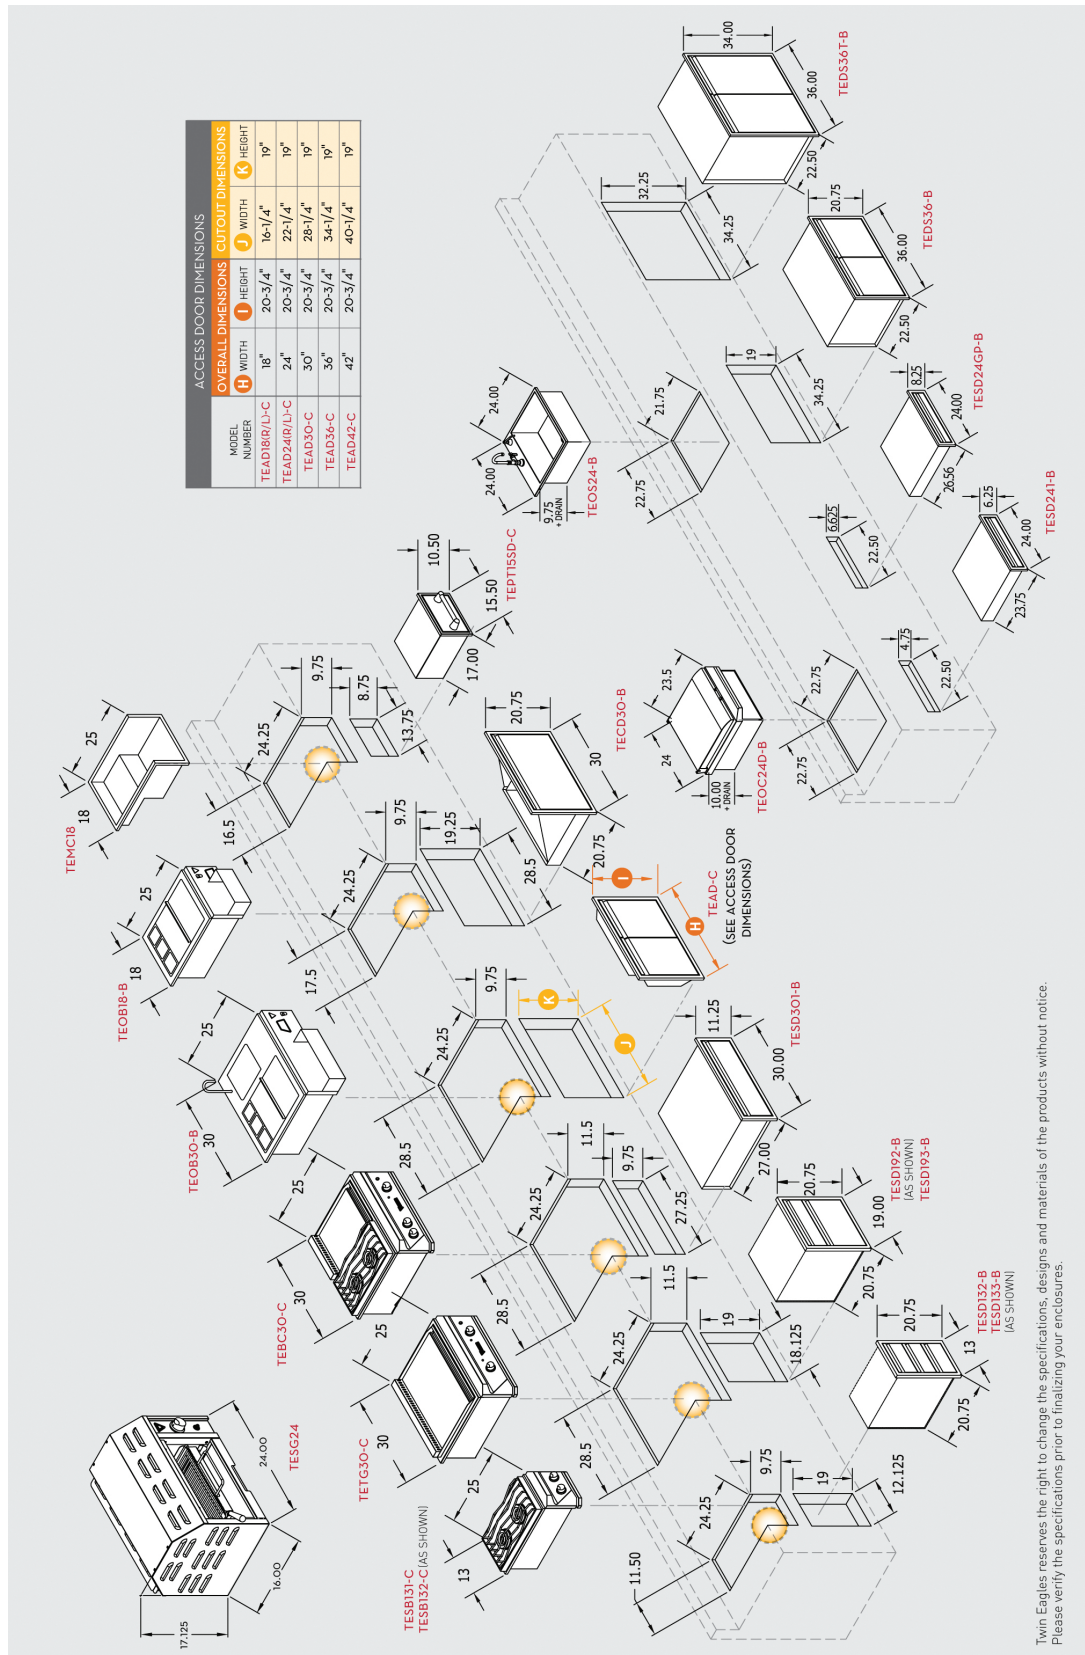 17.125
16.00
24.00
TESG24
TESB131-C
TESB132-C (AS SHOWN)
13
25
TETG30-C
30
25
TEBC30-C
30
25
TEOB30-B
30
25
TEOB18-B
18
25
TEMC18
18
25
ACCESS DOOR DIMENSIONS
MODEL NUMBER OVERALL DIMENSIONS CUTOUT DIMENSIONS
H WIDTH I HEIGHT J WIDTH K HEIGHT
TEAD18(R/L)-C 18" 20-3/4" 16-1/4" 19"
TEAD24(R/L)-C 24" 20-3/4" 22-1/4" 19"
TEAD30-C 30" 20-3/4" 28-1/4" 19"
TEAD36-C 36" 20-3/4" 34-1/4" 19"
TEAD42-C 42" 20-3/4" 40-1/4" 19"
11.50
24.25
9.75
19
12.125
28.5
24.25
11.5
19
18.125
28.5
24.25
11.5
9.75
27.25
28.5
24.25
9.75
K
J
17.5
24.25
9.75
19.25
28.5
16.5
24.25
9.75
8.75
13.75
10.50
15.50
17.00
TEPT15SD-C
20.75
30
20.75
TECD30-B
I
H
TEAD-C
(SEE ACCESS DOOR
DIMENSIONS)
11.25
30.00
27.00
TESD301-B
20.75
19.00
20.75
TESD192-B
(AS SHOWN)
TESD193-B
20.75
13
20.75
TESD132-B
TESD133-B
(AS SHOWN)
24.00
24.00
9.75
+ DRAIN
TEOS24-B
24
23.5
10.00
+ DRAIN
TEOC24D-B
22.75
22.75
4.75
22.50
6.625
22.50
22.75
21.75
19
34.25
32.25
34.25
6.25
24.00
23.75
TESD241-B
8.25
24.00
26.56
TESD24GP-B
20.75
36.00
22.50
TEDS36-B
34.00
36.00
22.50
TEDS36T-B
Twin Eagles reserves the right to change the specifications, designs and materials of the products without notice.
Please verify the specifications prior to finalizing your enclosures.